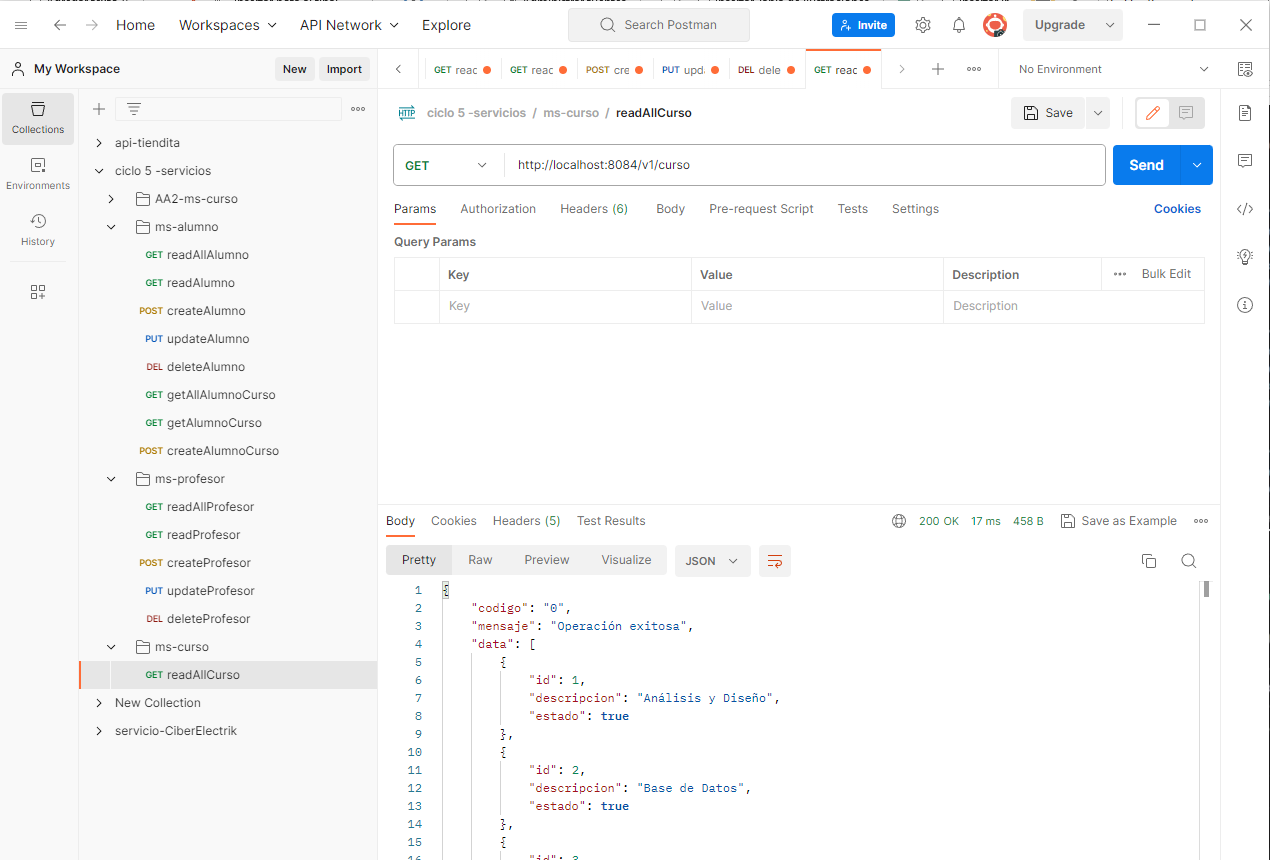 Home Workspaces API Network Explore Search Postman Invite Upgrade
My Workspace New Import
GET reac GET reac POST cre PUT upd DEL dele GET reac No Environment
Collections
Environments
History
api-tiendita
ciclo 5 -servicios
AA2-ms-curso
ms-alumno
GET readAllAlumno
GET readAlumno
POST createAlumno
PUT updateAlumno
DEL deleteAlumno
GET getAllAlumnoCurso
GET getAlumnoCurso
POST createAlumnoCurso
ms-profesor
GET readAllProfesor
GET readProfesor
POST createProfesor
PUT updateProfesor
DEL deleteProfesor
ms-curso
GET readAllCurso
New Collection
servicio-CiberElectrik
HTTP ciclo 5 -servicios / ms-curso / readAllCurso Save
GET http://localhost:8084/v1/curso Send
Params Authorization Headers (6) Body Pre-request Script Tests Settings Cookies
Query Params
Key Value Description Bulk Edit
Key Value Description
Body Cookies Headers (5) Test Results 200 OK 17 ms 458 B Save as Example
Pretty Raw Preview Visualize JSON
1 {
2 "codigo": "0",
3 "mensaje": "Operación exitosa",
4 "data": [
5 {
6 "id": 1,
7 "descripcion": "Análisis y Diseño",
8 "estado": true
9 },
10 {
11 "id": 2,
12 "descripcion": "Base de Datos",
13 "estado": true
14 },
15 {
16 "id": 3,